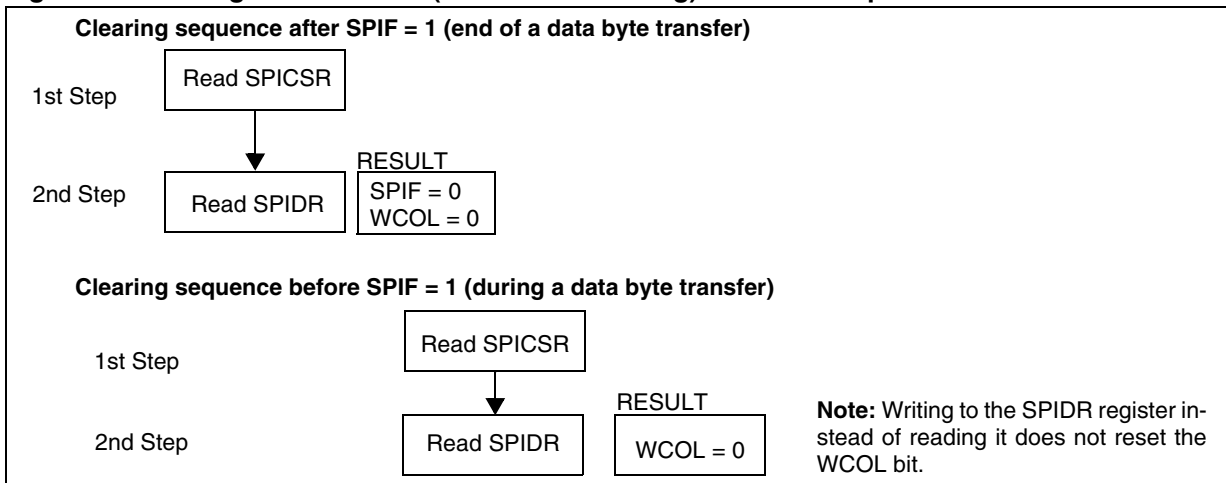 Clearing sequence after SPIF = 1 (end of a data byte transfer)
1st Step
Read SPICSR
2nd Step
Read SPIDR
RESULT
SPIF = 0
WCOL = 0
Clearing sequence before SPIF = 1 (during a data byte transfer)
1st Step
Read SPICSR
2nd Step
Read SPIDR
RESULT
WCOL = 0
Note: Writing to the SPIDR register in-
stead of reading it does not reset the
WCOL bit.